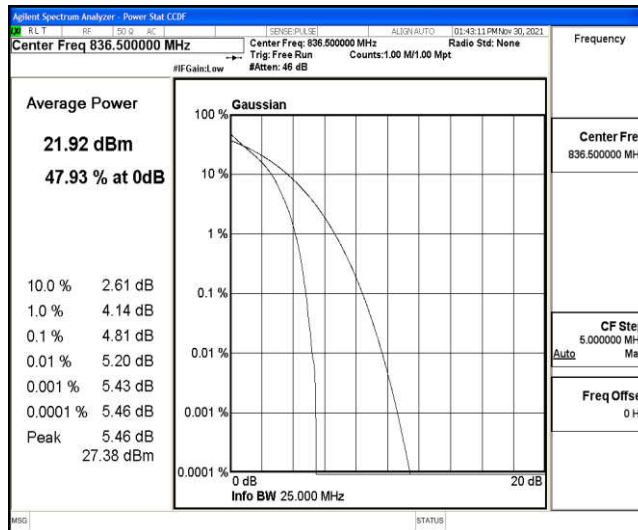 Agilent Spectrum Analyzer - Power Stat CCDF
RLT RF 50 Ω AC SENSE:PULSE ALIGN AUTO 01:43:11 PM Nov 30, 2021
Center Freq 836.500000 MHz
Center Freq: 836.500000 MHz Radio Std: None
Trig: Free Run Counts:1.00 M/1.00 Mpt
#IFGain:Low #Atten: 46 dB
Frequency
Average Power
21.92 dBm
47.93 % at 0dB
10.0 % 2.61 dB
1.0 % 4.14 dB
0.1 % 4.81 dB
0.01 % 5.20 dB
0.001 % 5.43 dB
0.0001 % 5.46 dB
Peak 5.46 dB
27.38 dBm
Gaussian
100 %
10 %
1 %
0.1 %
0.01 %
0.001 %
0.0001 %
0 dB 20 dB
Info BW 25.000 MHz
Center Fre
836.500000 MH
CF Ste
5.000000 MH
Auto Ma
Freq Offse
0 H
MSG STATUS